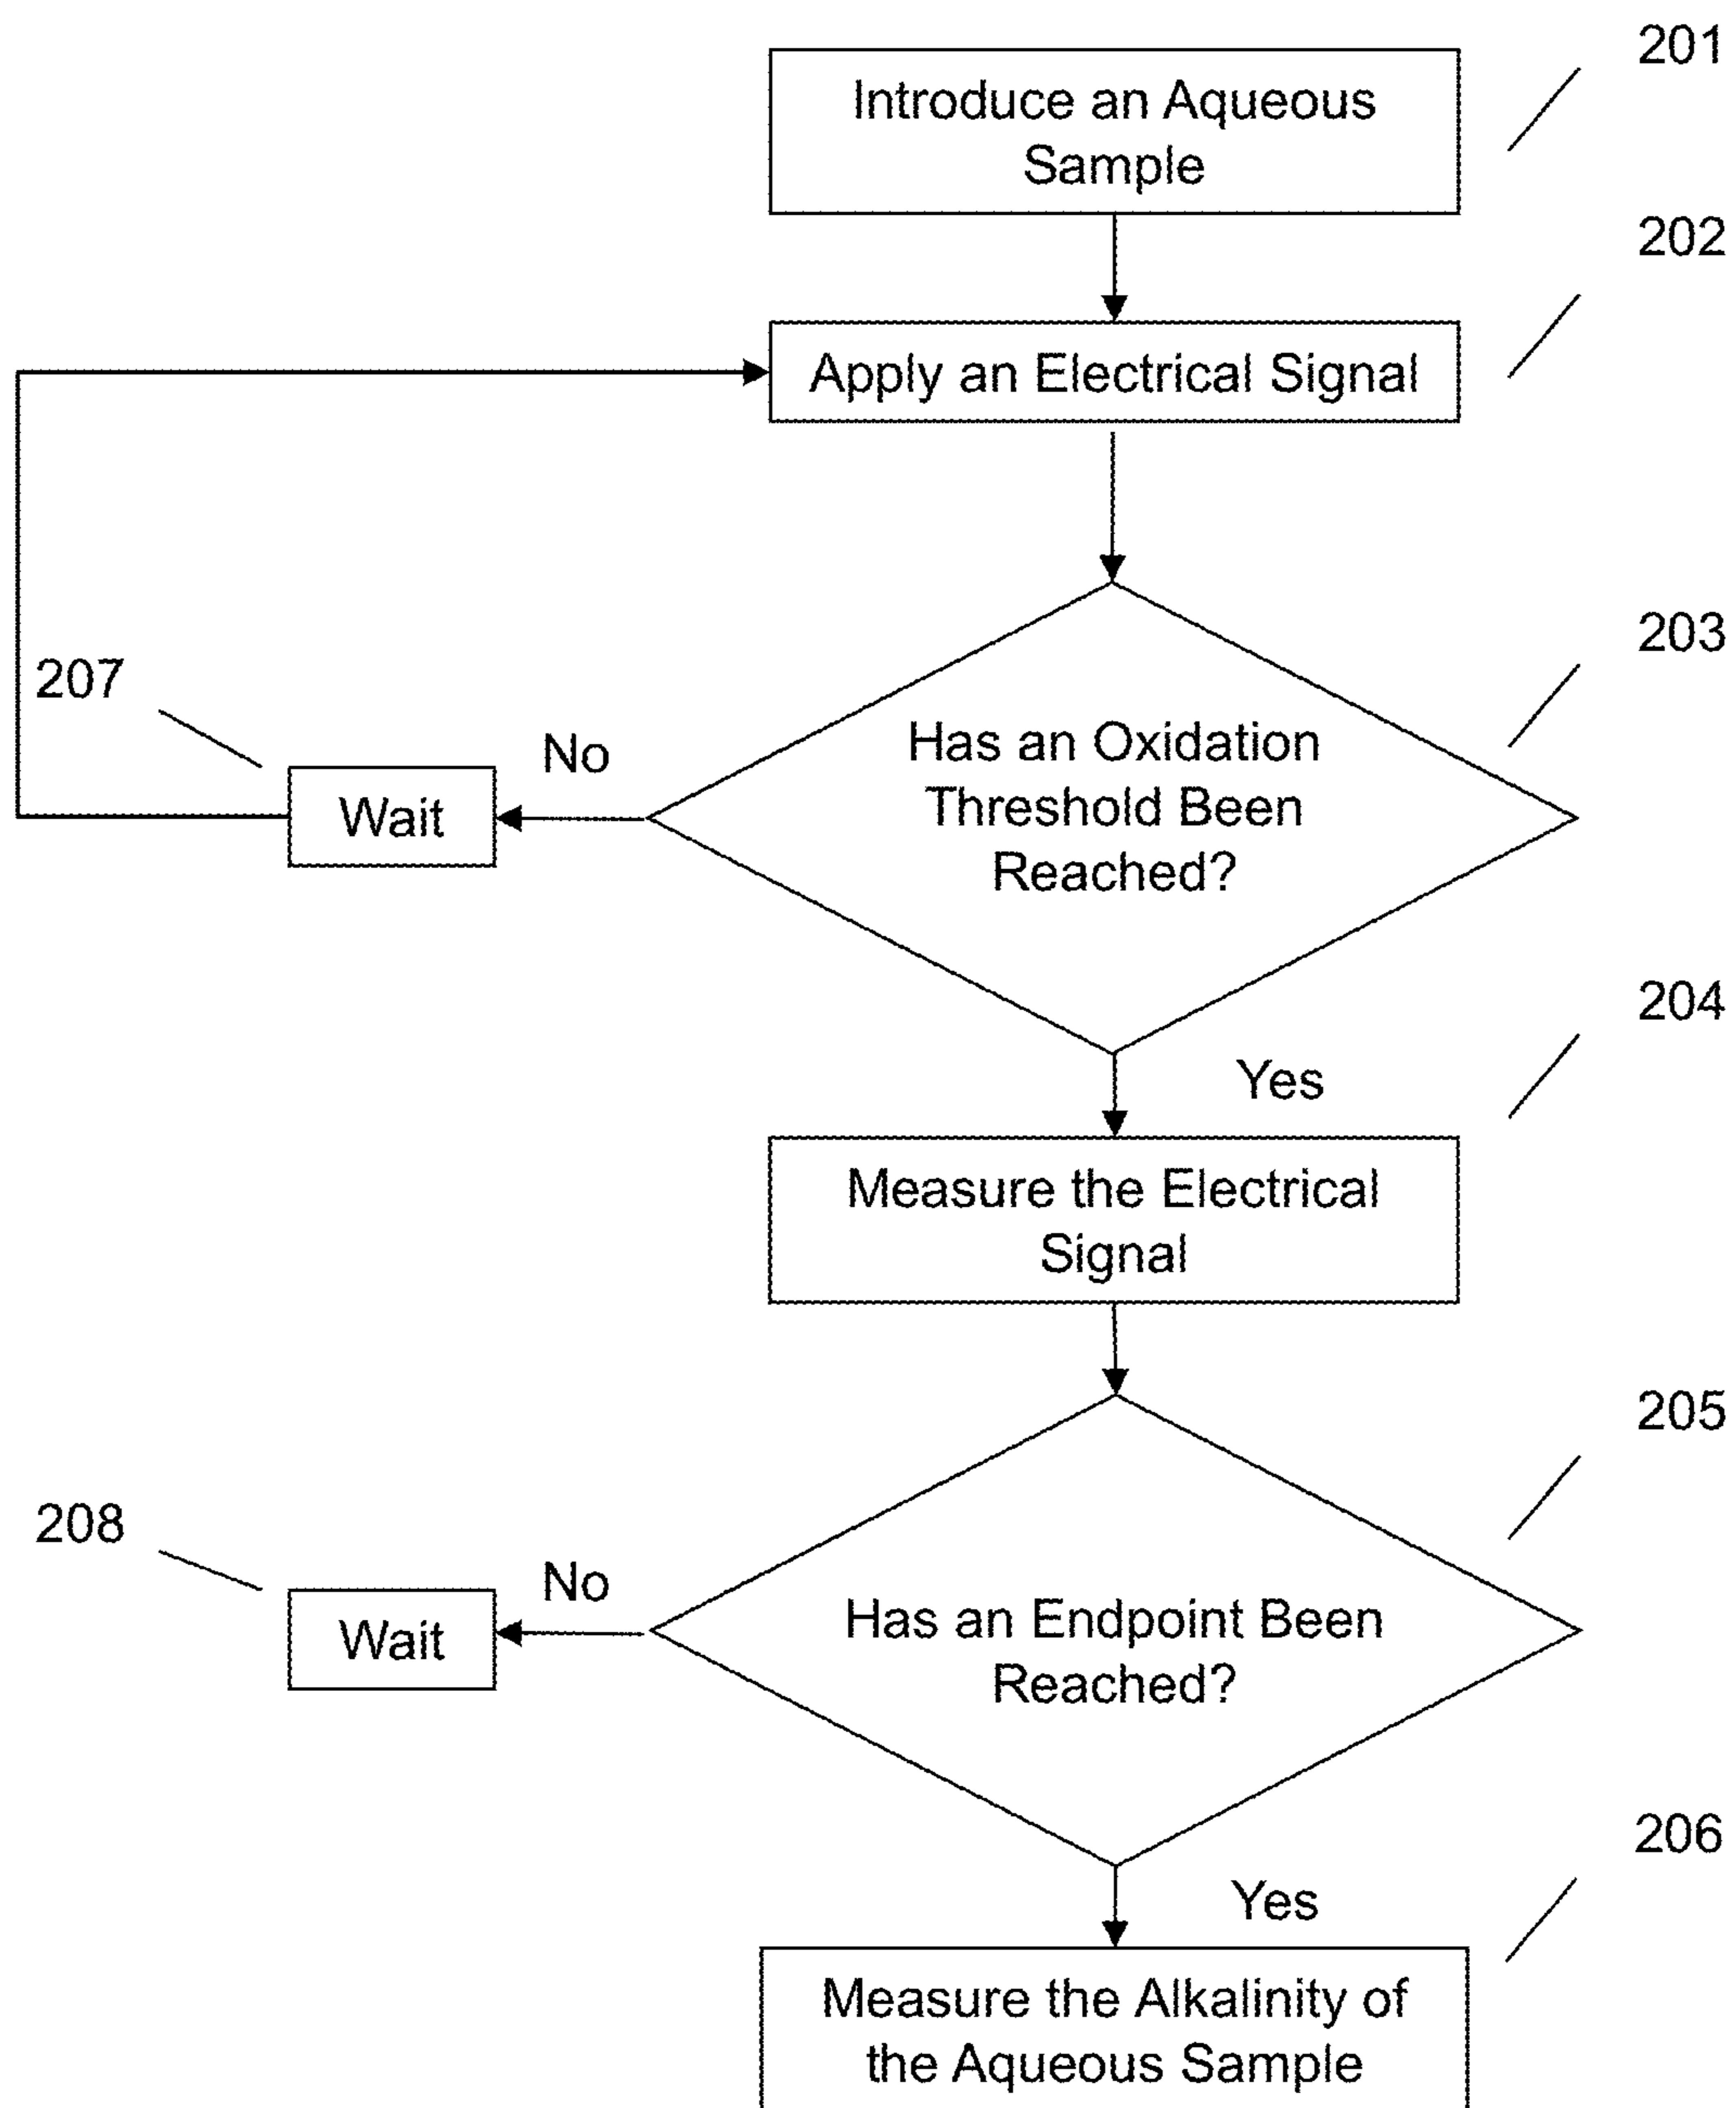 201
Introduce an Aqueous
Sample
202
Apply an Electrical Signal
203
Has an Oxidation
Threshold Been
Reached?
207
No
Wait
Yes
204
Measure the Electrical
Signal
205
Has an Endpoint Been
Reached?
208
No
Wait
Yes
206
Measure the Alkalinity of
the Aqueous Sample